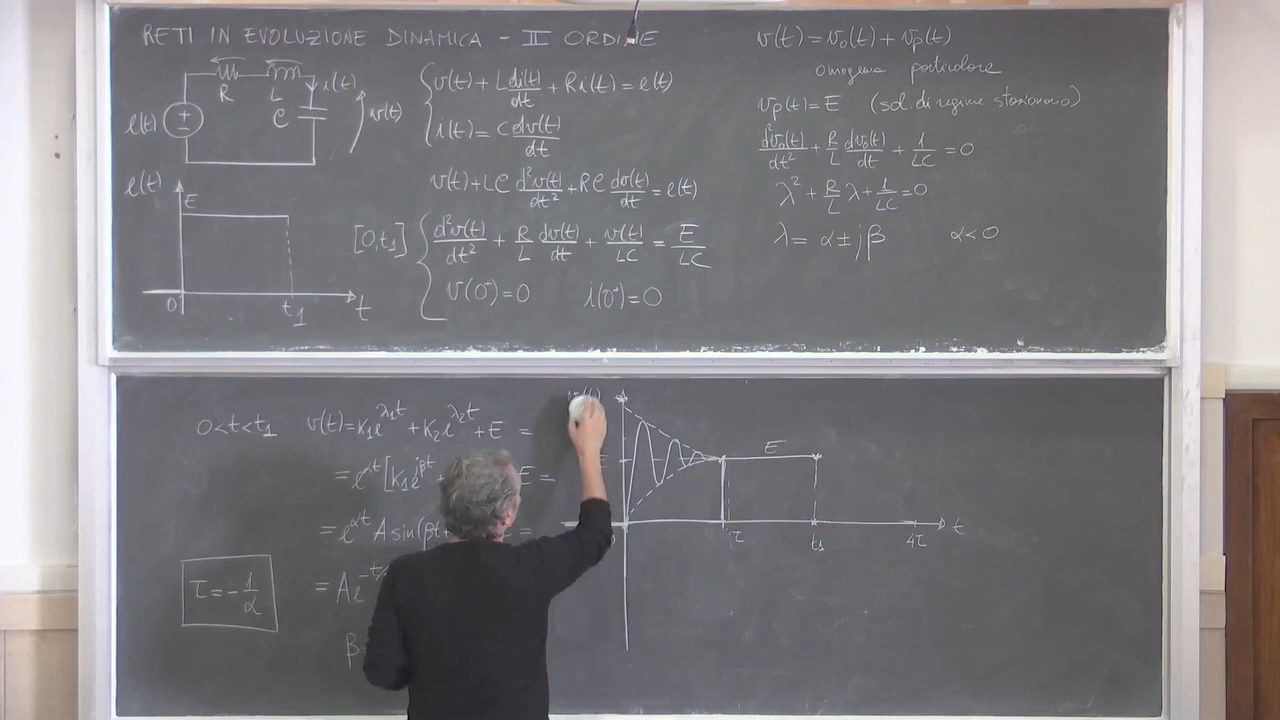 RETI IN EVOLUZIONE DINAMICA - II ORDINE
R
L
i(t)
C
v(t)
e(t)
+
−
e(t)
E
0
t1
t
v(t) + L di(t)/dt + Ri(t) = e(t)
i(t) = C dv(t)/dt
v(t) + LC d²v(t)/dt² + RC dv(t)/dt = e(t)
[0,t1] d²v(t)/dt² + R/L dv(t)/dt + v(t)/LC = E/LC
v(0⁺)=0 i(0⁺)=0
v(t) = v₀(t) + vp(t)
omogenea particolare
vp(t) = E (sol. di regime stazionario)
d²v₀(t)/dt² + R/L dv₀(t)/dt + 1/LC = 0
λ² + R/L λ + 1/LC = 0
λ = α ± jβ α<0
0<t<t1 v(t) = K₁e^λ₁t + K₂e^λ₂t + E =
= e^αt [K₁e^jβt E =
= e^αt A sin(βt =
τ = -1/α
= Ae
β=
E
E
τ
t1
4τ
t